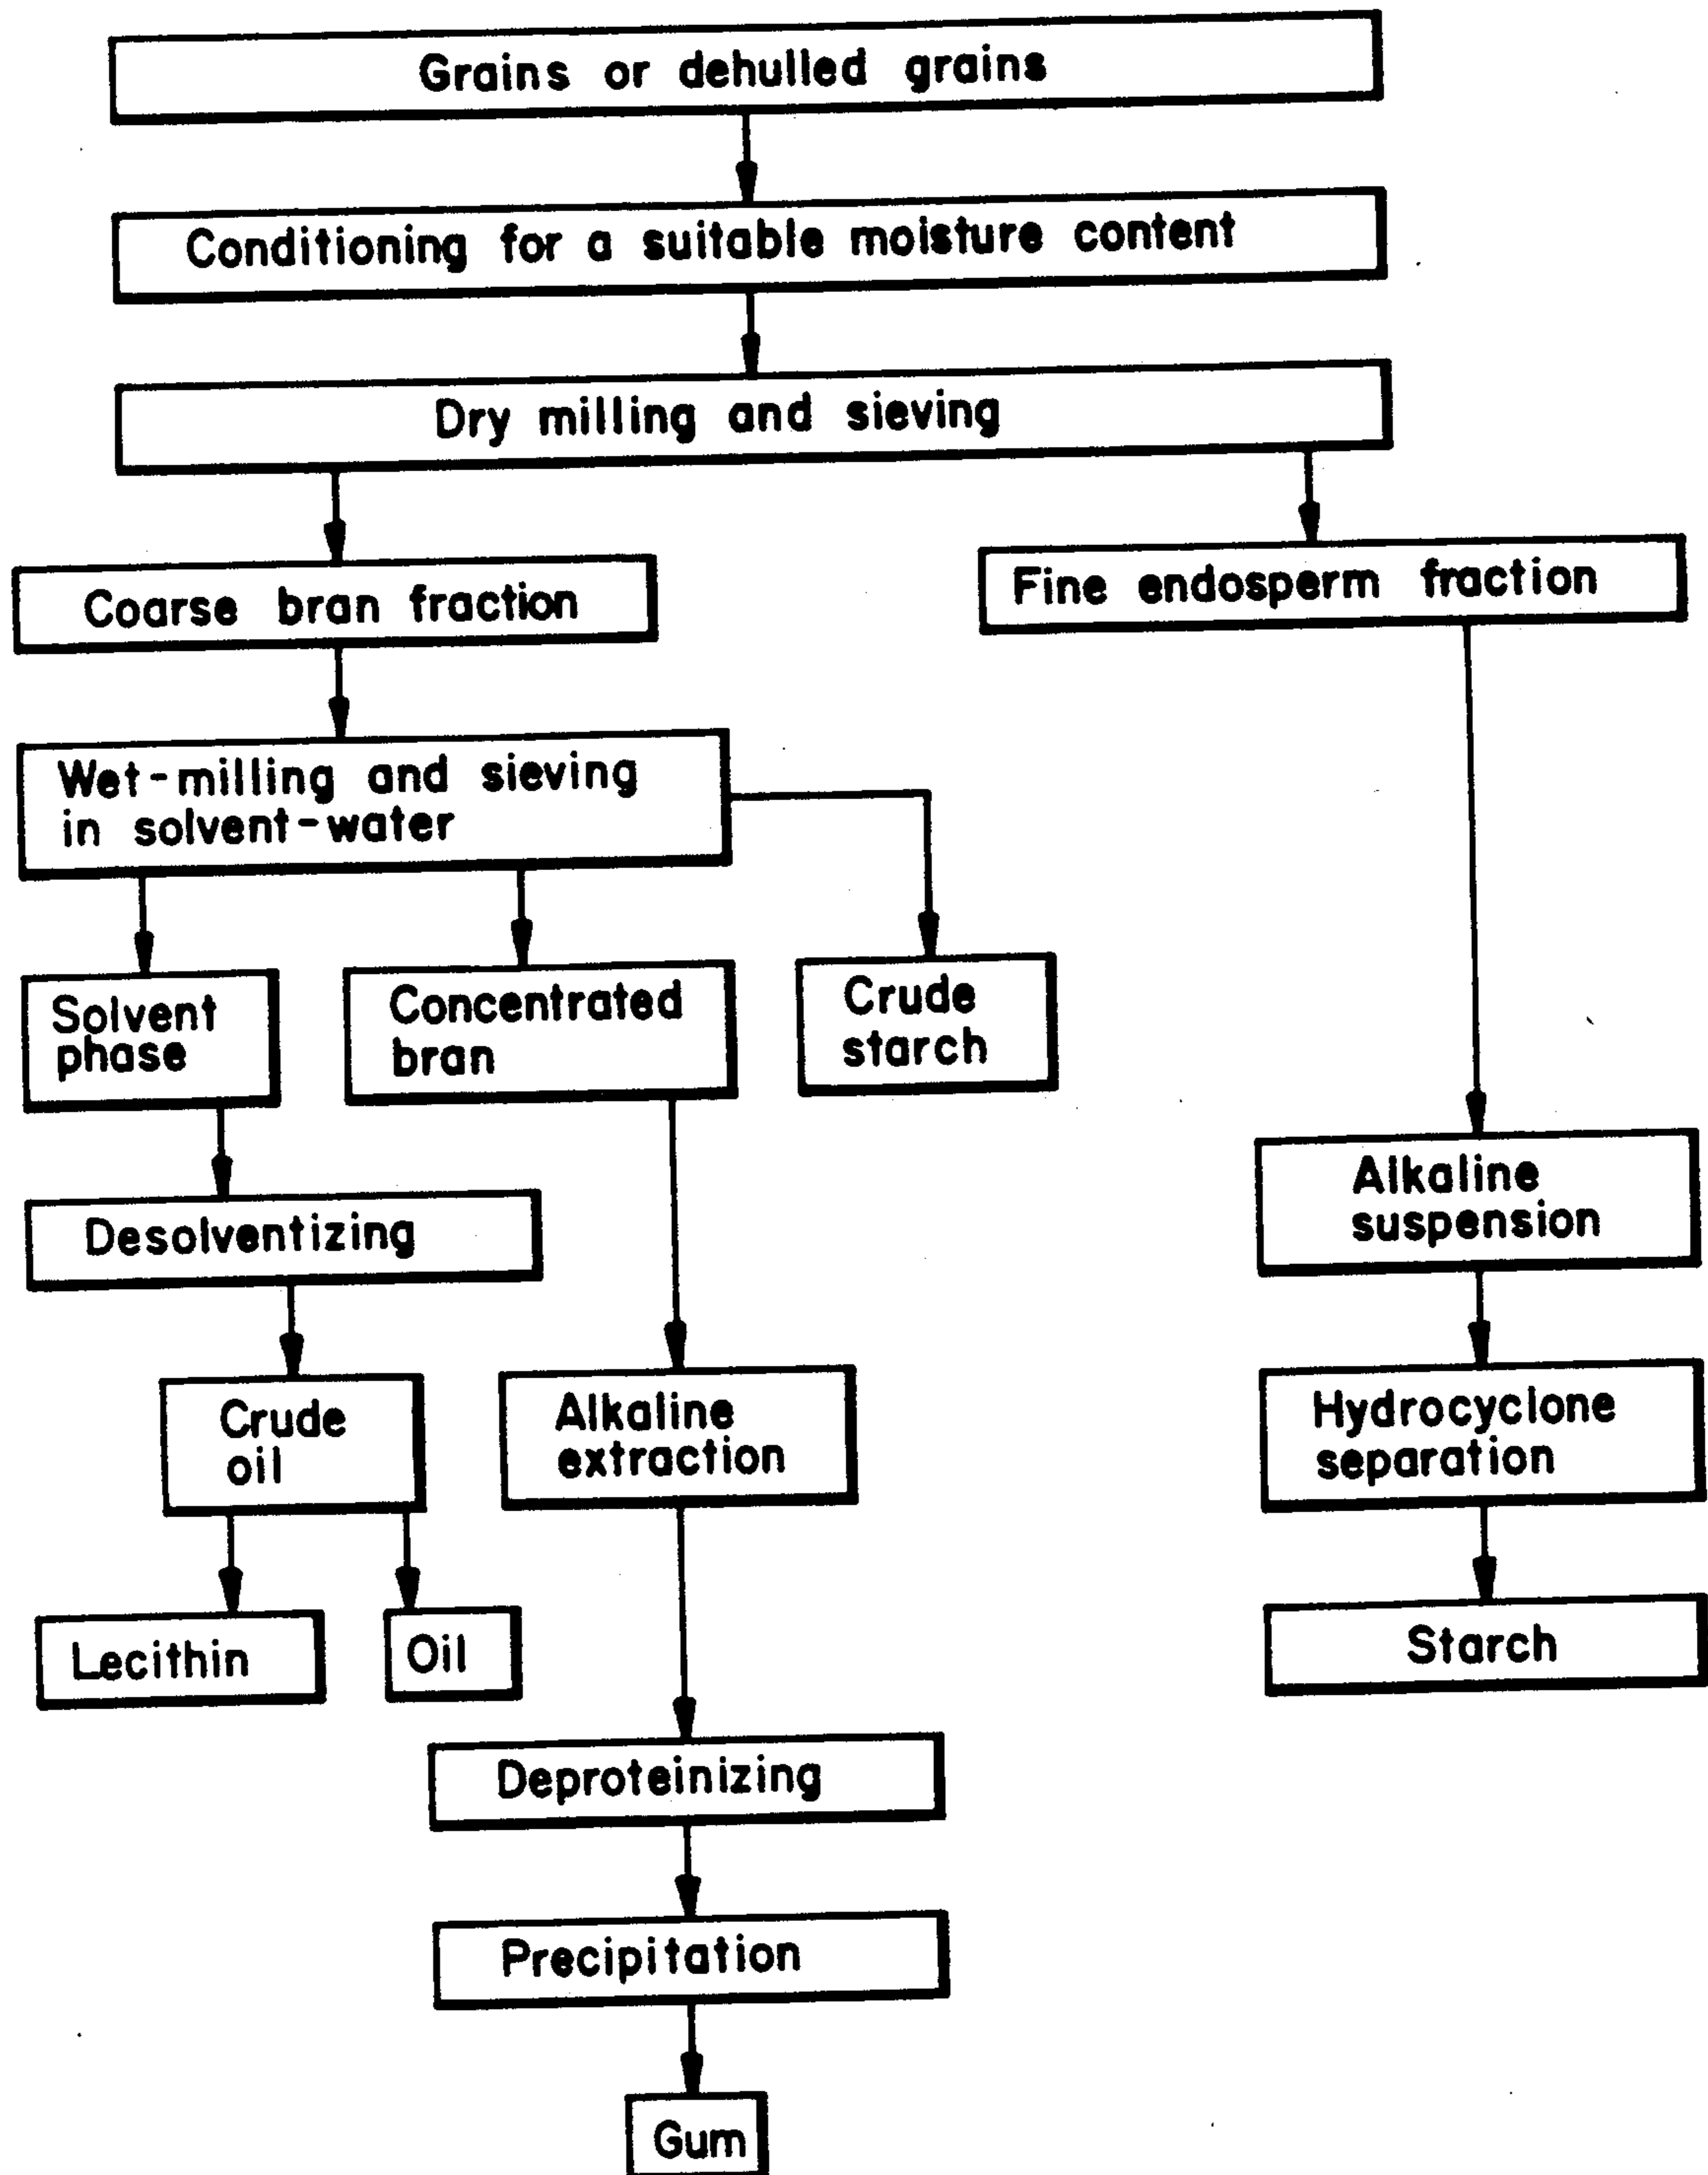 Grains or dehulled grains
Conditioning for a suitable moisture content
Dry milling and sieving
Coarse bran fraction
Fine endosperm fraction
Wet-milling and sieving
in solvent-water
Solvent
phase
Concentrated
bran
Crude
starch
Alkaline
suspension
Desolventizing
Crude
oil
Alkaline
extraction
Hydrocyclone
separation
Lecithin
Oil
Starch
Deproteinizing
Precipitation
Gum